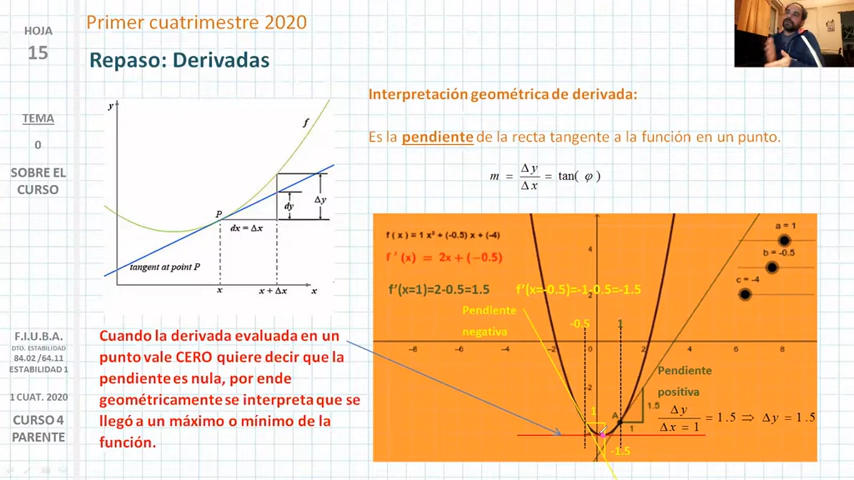 HOJA
15
TEMA
0
SOBRE EL
CURSO
F.I.U.B.A.
DTO. ESTABILIDAD
84.02 /64.11
ESTABILIDAD 1
1 CUAT. 2020
CURSO 4
PARENTE
Primer cuatrimestre 2020
Repaso: Derivadas
y
f
P
Δy
dy
dx = Δx
tangent at point P
x
x + Δx
x
Cuando la derivada evaluada en un
punto vale CERO quiere decir que la
pendiente es nula, por ende
geométricamente se interpreta que se
llegó a un máximo o mínimo de la
función.
Interpretación geométrica de derivada:
Es la pendiente de la recta tangente a la función en un punto.
m = Δy / Δx = tan( φ )
f ( x ) = 1 x² + (-0.5) x + (-4)
f ' (x) = 2x + (−0.5)
f'(x=1)=2-0.5=1.5
f'(x=-0.5)=-1-0.5=-1.5
Pendiente
negativa
a = 1
b = -0.5
c = -4
4
2
-0.5
1
-8
-6
-4
0
6
8
-2
Pendiente
positiva
1
A
1.5
1
-1.5
Δy / Δx = 1 = 1.5 ⇒ Δy = 1.5